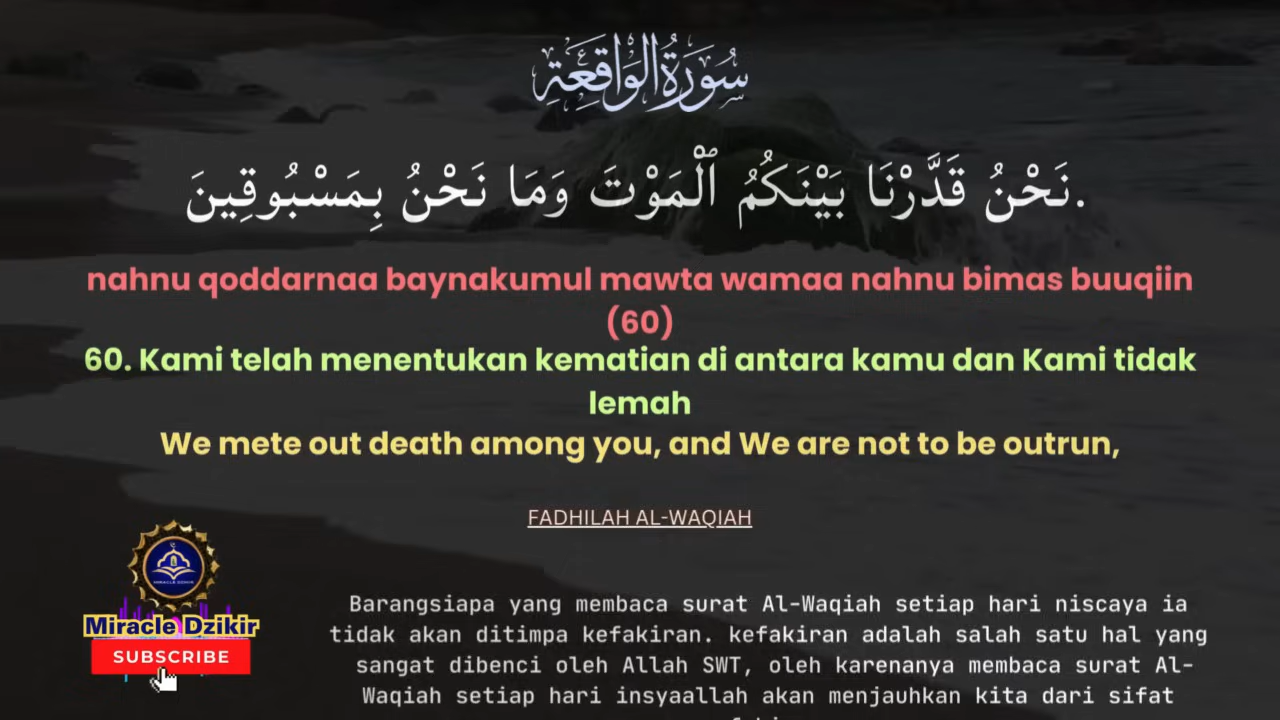 سُورَةُ الْوَاقِعَةِ
نَحْنُ قَدَّرْنَا بَيْنَكُمُ ٱلْمَوْتَ وَمَا نَحْنُ بِمَسْبُوقِينَ.
nahnu qoddarnaa baynakumul mawta wamaa nahnu bimas buuqiin
(60)
60. Kami telah menentukan kematian di antara kamu dan Kami tidak
lemah
We mete out death among you, and We are not to be outrun,
FADHILAH AL-WAQIAH
Barangsiapa yang membaca surat Al-Waqiah setiap hari niscaya ia
tidak akan ditimpa kefakiran. kefakiran adalah salah satu hal yang
sangat dibenci oleh Allah SWT, oleh karenanya membaca surat Al-
Waqiah setiap hari insyaallah akan menjauhkan kita dari sifat
MIRACLE DZIKIR
Miracle Dzikir
SUBSCRIBE